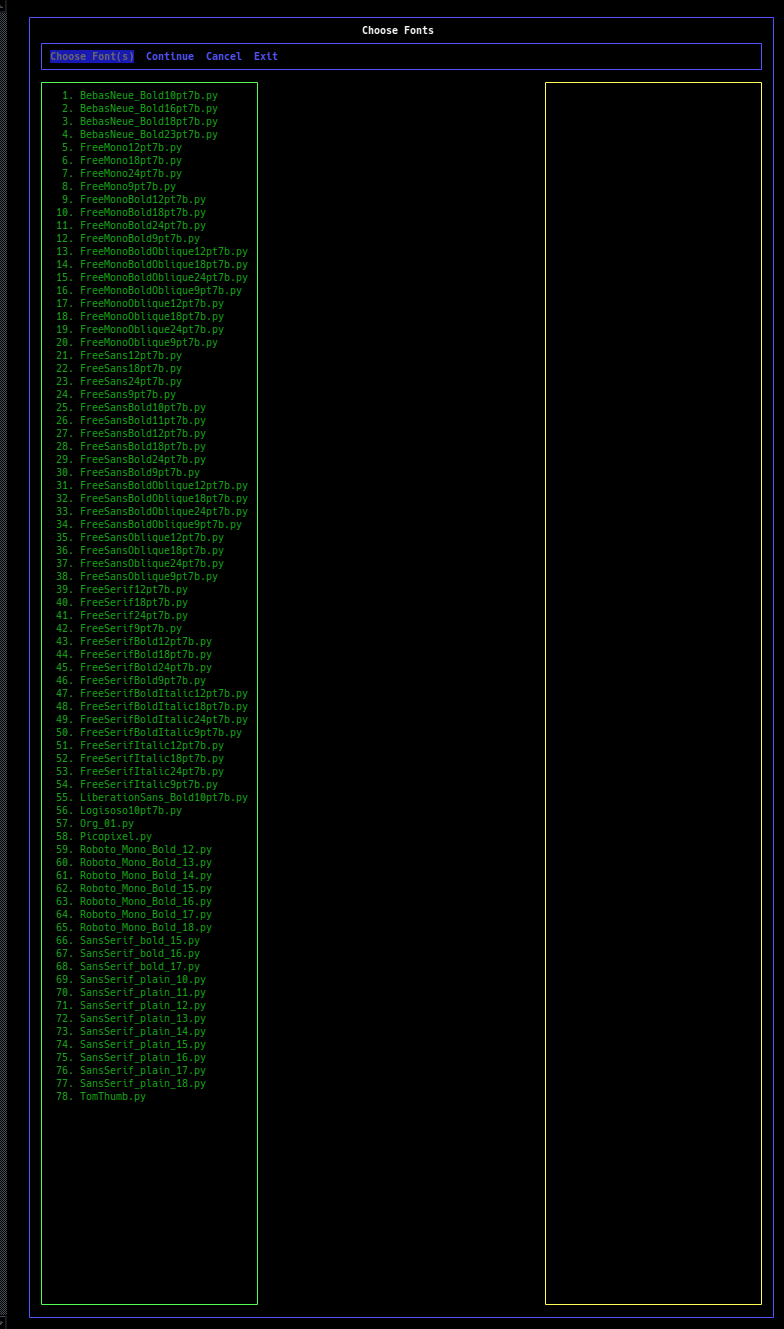 Choose Fonts
Choose Font(s)  Continue  Cancel  Exit
1. BebasNeue_Bold10pt7b.py
2. BebasNeue_Bold16pt7b.py
3. BebasNeue_Bold18pt7b.py
4. BebasNeue_Bold23pt7b.py
5. FreeMono12pt7b.py
6. FreeMono18pt7b.py
7. FreeMono24pt7b.py
8. FreeMono9pt7b.py
9. FreeMonoBold12pt7b.py
10. FreeMonoBold18pt7b.py
11. FreeMonoBold24pt7b.py
12. FreeMonoBold9pt7b.py
13. FreeMonoBoldOblique12pt7b.py
14. FreeMonoBoldOblique18pt7b.py
15. FreeMonoBoldOblique24pt7b.py
16. FreeMonoBoldOblique9pt7b.py
17. FreeMonoOblique12pt7b.py
18. FreeMonoOblique18pt7b.py
19. FreeMonoOblique24pt7b.py
20. FreeMonoOblique9pt7b.py
21. FreeSans12pt7b.py
22. FreeSans18pt7b.py
23. FreeSans24pt7b.py
24. FreeSans9pt7b.py
25. FreeSansBold10pt7b.py
26. FreeSansBold11pt7b.py
27. FreeSansBold12pt7b.py
28. FreeSansBold18pt7b.py
29. FreeSansBold24pt7b.py
30. FreeSansBold9pt7b.py
31. FreeSansBoldOblique12pt7b.py
32. FreeSansBoldOblique18pt7b.py
33. FreeSansBoldOblique24pt7b.py
34. FreeSansBoldOblique9pt7b.py
35. FreeSansOblique12pt7b.py
36. FreeSansOblique18pt7b.py
37. FreeSansOblique24pt7b.py
38. FreeSansOblique9pt7b.py
39. FreeSerif12pt7b.py
40. FreeSerif18pt7b.py
41. FreeSerif24pt7b.py
42. FreeSerif9pt7b.py
43. FreeSerifBold12pt7b.py
44. FreeSerifBold18pt7b.py
45. FreeSerifBold24pt7b.py
46. FreeSerifBold9pt7b.py
47. FreeSerifBoldItalic12pt7b.py
48. FreeSerifBoldItalic18pt7b.py
49. FreeSerifBoldItalic24pt7b.py
50. FreeSerifBoldItalic9pt7b.py
51. FreeSerifItalic12pt7b.py
52. FreeSerifItalic18pt7b.py
53. FreeSerifItalic24pt7b.py
54. FreeSerifItalic9pt7b.py
55. LiberationSans_Bold10pt7b.py
56. Logisoso10pt7b.py
57. Org_01.py
58. Picopixel.py
59. Roboto_Mono_Bold_12.py
60. Roboto_Mono_Bold_13.py
61. Roboto_Mono_Bold_14.py
62. Roboto_Mono_Bold_15.py
63. Roboto_Mono_Bold_16.py
64. Roboto_Mono_Bold_17.py
65. Roboto_Mono_Bold_18.py
66. SansSerif_bold_15.py
67. SansSerif_bold_16.py
68. SansSerif_bold_17.py
69. SansSerif_plain_10.py
70. SansSerif_plain_11.py
71. SansSerif_plain_12.py
72. SansSerif_plain_13.py
73. SansSerif_plain_14.py
74. SansSerif_plain_15.py
75. SansSerif_plain_16.py
76. SansSerif_plain_17.py
77. SansSerif_plain_18.py
78. TomThumb.py